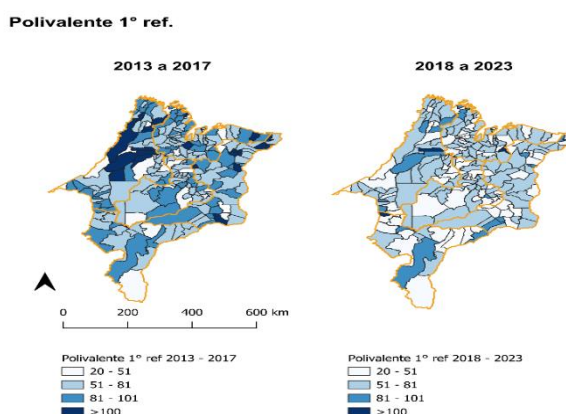 Polivalente 1° ref.
2013 a 2017
2018 a 2023
0 200 400 600 km
Polivalente 1° ref 2013 - 2017
20 - 51
51 - 81
81 - 101
>100
Polivalente 1° ref 2018 - 2023
20 - 51
51 - 81
81 - 101
>100